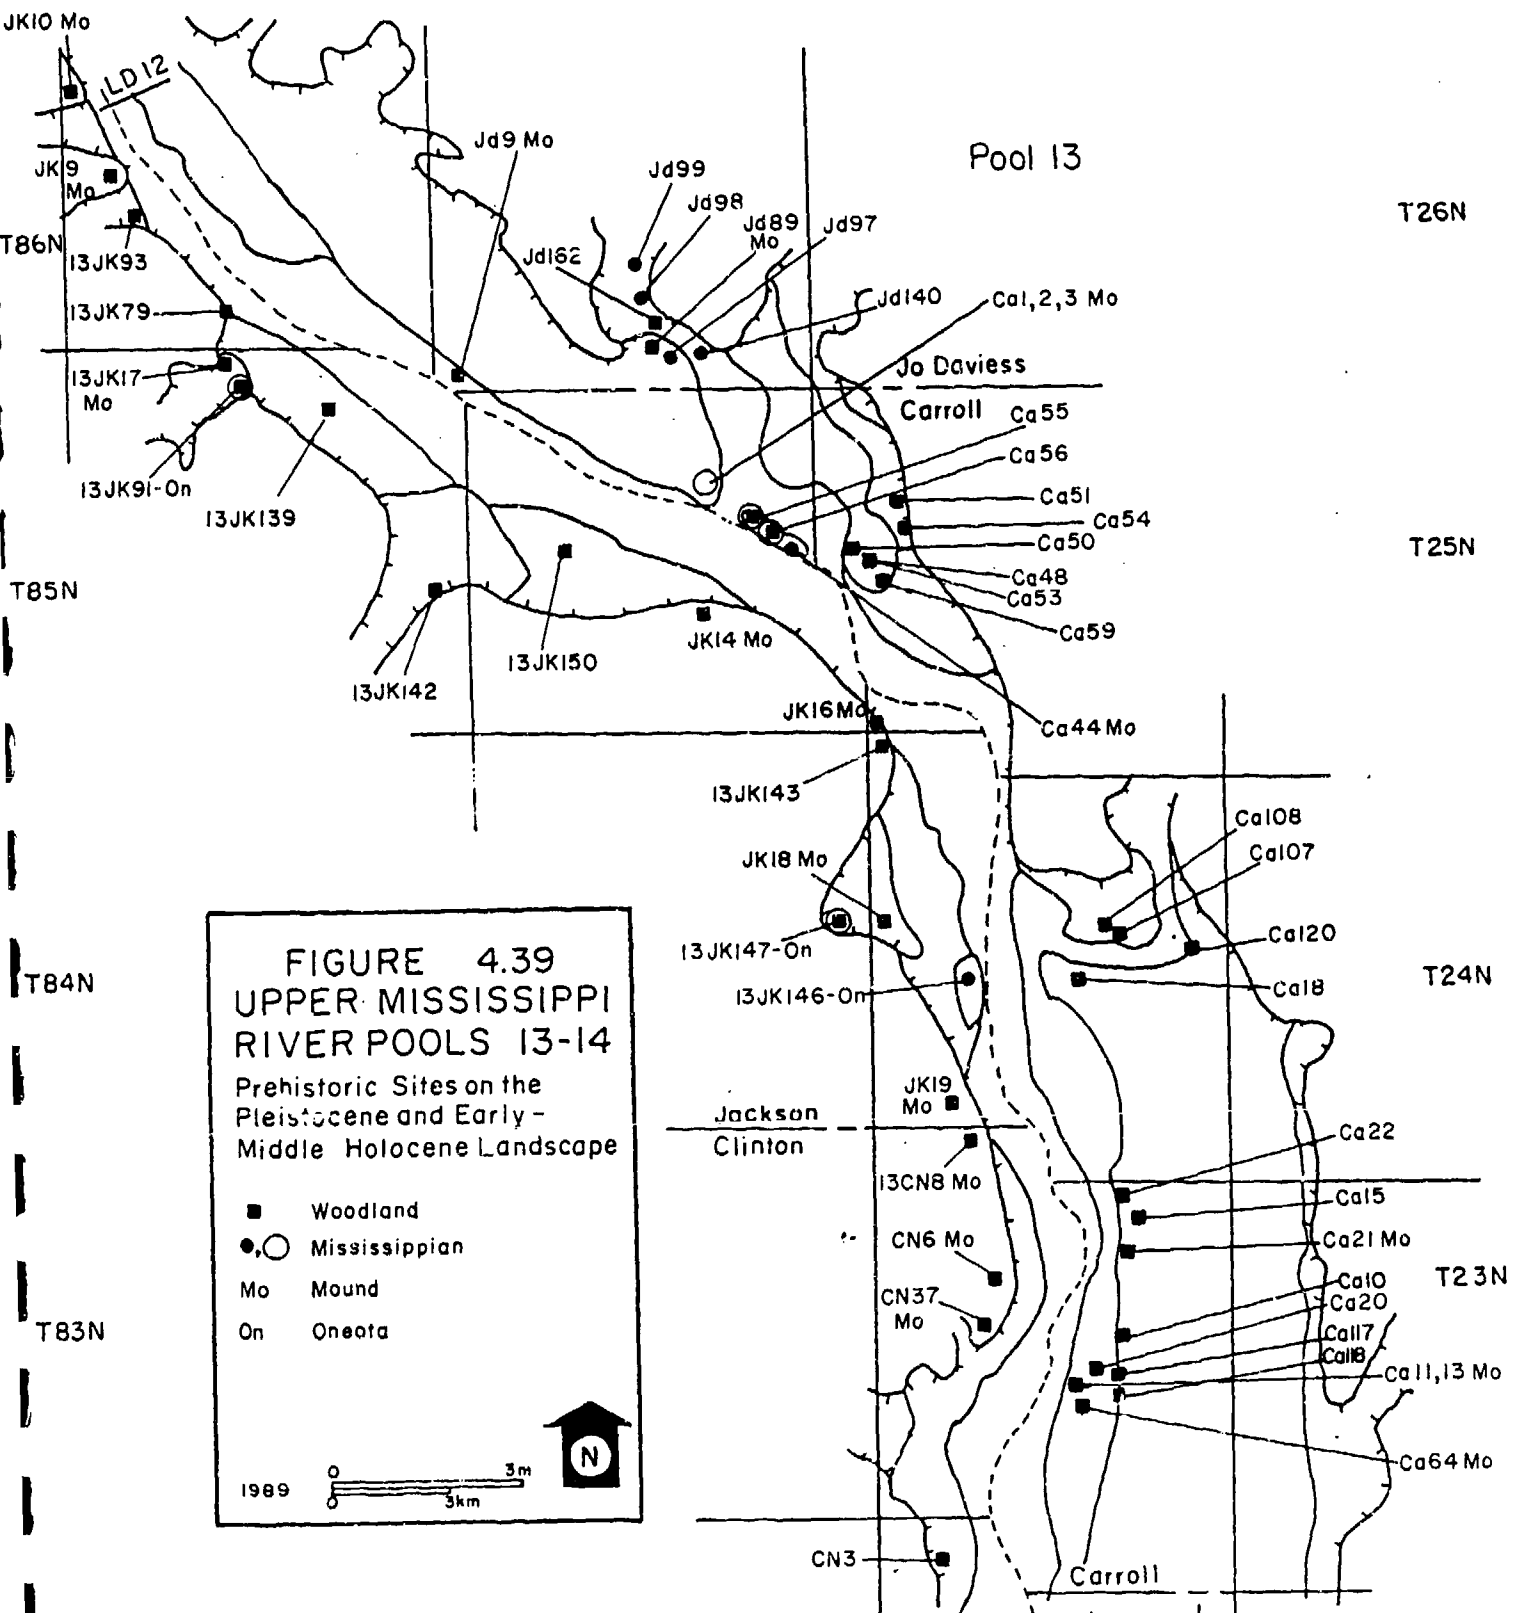 JK10 Mo
LD 12
Jd9 Mo
Pool 13
Jd99
JK9
Mo
Jd98
Jd89
Mo
Jd97
T26N
T86N
13JK93
Jd162
13JK79
Jd140
Ca1,2,3 Mo
13JK17
Mo
Jo Daviess
Carroll
Ca55
Ca56
13JK91-On
Ca51
13JK139
Ca54
Ca50
T25N
Ca48
Ca53
T85N
Ca59
JK14 Mo
13JK150
13JK142
JK16Mo
Ca44 Mo
13JK143
Ca108
Ca107
JK18 Mo
Ca120
13JK147-On
T84N
T24N
13JK146-On
Ca18
FIGURE 4.39
UPPER MISSISSIPPI
RIVER POOLS 13-14
Prehistoric Sites on the
Pleistocene and Early-
Middle Holocene Landscape
Woodland
Mississippian
Mo Mound
On Oneota
1989
0 3m
0 3km
N
JK19
Mo
Jackson
Clinton
Ca22
13CN8 Mo
Ca15
CN6 Mo
Ca21 Mo
T23N
Ca10
CN37
Mo
Ca20
T83N
Ca117
Ca118
Ca11,13 Mo
Ca64 Mo
CN3
Carroll